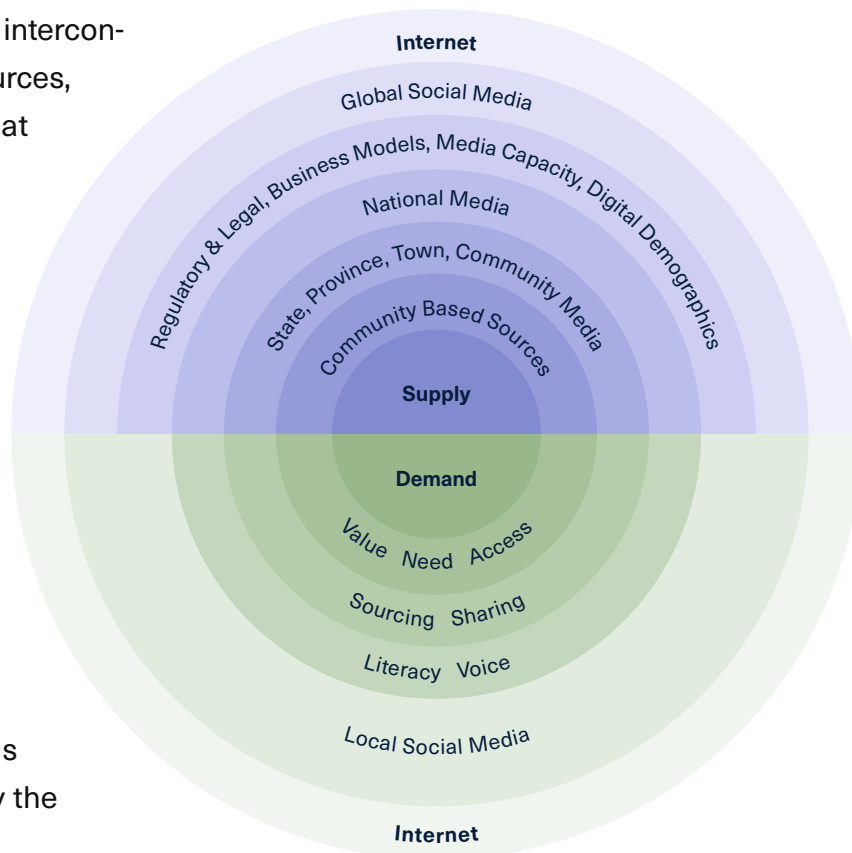 intercon-
urces,
at
Internet
Global Social Media
Regulatory & Legal, Business Models, Media Capacity, Digital Demographics
National Media
State, Province, Town, Community Media
Community Based Sources
Supply
Demand
Value Need Access
Sourcing Sharing
Literacy Voice
Local Social Media
s
y the
Internet